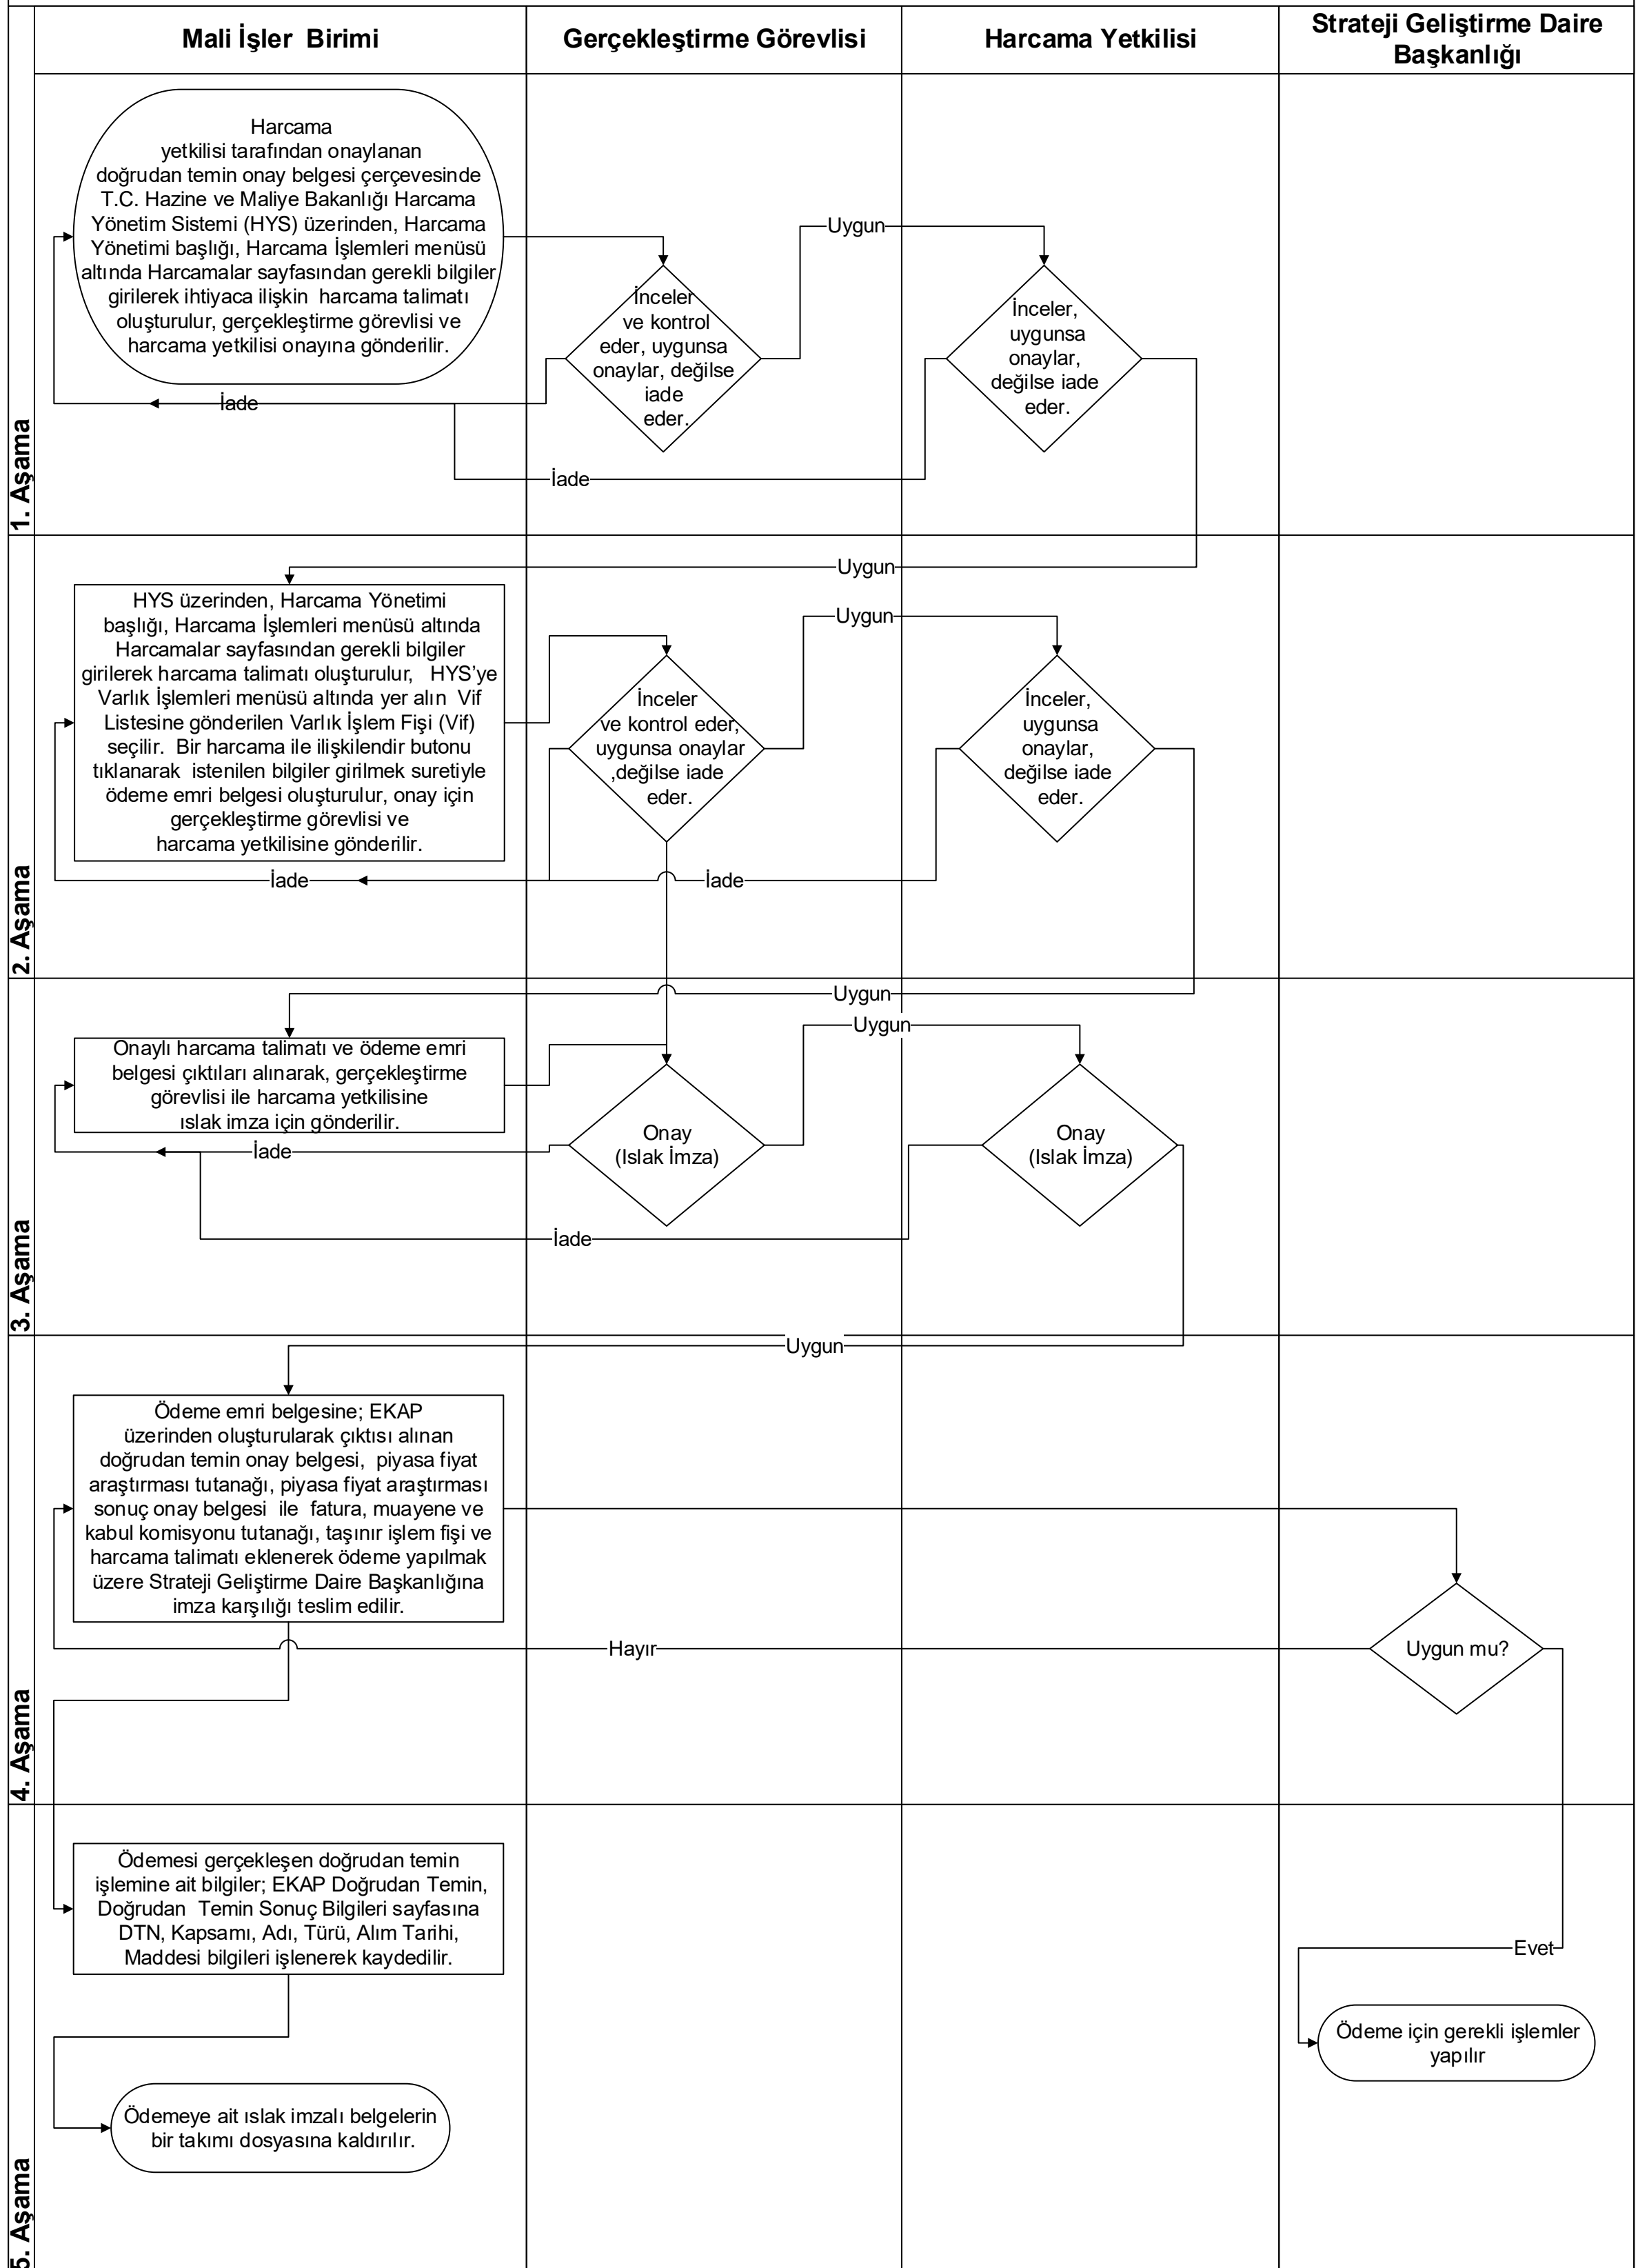 Mali İşler  Birimi
Gerçekleştirme Görevlisi
Harcama Yetkilisi
Strateji Geliştirme Daire
Başkanlığı
1. Aşama
Harcama
yetkilisi tarafından onaylanan
doğrudan temin onay belgesi çerçevesinde
T.C. Hazine ve Maliye Bakanlığı Harcama
Yönetim Sistemi (HYS) üzerinden, Harcama
Yönetimi başlığı, Harcama İşlemleri menüsü
altında Harcamalar sayfasından gerekli bilgiler
girilerek ihtiyaca ilişkin  harcama talimatı
oluşturulur, gerçekleştirme görevlisi ve
harcama yetkilisi onayına gönderilir.
İnceler
ve kontrol
eder, uygunsa
onaylar, değilse
iade
eder.
Uygun
İnceler,
uygunsa
onaylar,
değilse iade
eder.
İade
İade
Uygun
2. Aşama
HYS üzerinden, Harcama Yönetimi
başlığı, Harcama İşlemleri menüsü altında
Harcamalar sayfasından gerekli bilgiler
girilerek harcama talimatı oluşturulur,   HYS’ye
Varlık İşlemleri menüsü altında yer alın  Vif
Listesine gönderilen Varlık İşlem Fişi (Vif)
seçilir.  Bir harcama ile ilişkilendir butonu
tıklanarak  istenilen bilgiler girilmek suretiyle
ödeme emri belgesi oluşturulur, onay için
gerçekleştirme görevlisi ve
harcama yetkilisine gönderilir.
İnceler
ve kontrol eder,
uygunsa onaylar
,değilse iade
eder.
Uygun
İnceler,
uygunsa
onaylar,
değilse iade
eder.
İade
İade
Uygun
3. Aşama
Onaylı harcama talimatı ve ödeme emri
belgesi çıktıları alınarak, gerçekleştirme
görevlisi ile harcama yetkilisine
ıslak imza için gönderilir.
Onay
(Islak İmza)
Uygun
Onay
(Islak İmza)
İade
İade
Uygun
4. Aşama
Ödeme emri belgesine; EKAP
üzerinden oluşturularak çıktısı alınan
doğrudan temin onay belgesi,  piyasa fiyat
araştırması tutanağı, piyasa fiyat araştırması
sonuç onay belgesi  ile  fatura, muayene ve
kabul komisyonu tutanağı, taşınır işlem fişi ve
harcama talimatı eklenerek ödeme yapılmak
üzere Strateji Geliştirme Daire Başkanlığına
imza karşılığı teslim edilir.
Hayır
Uygun mu?
5. Aşama
Ödemesi gerçekleşen doğrudan temin
işlemine ait bilgiler; EKAP Doğrudan Temin,
Doğrudan  Temin Sonuç Bilgileri sayfasına
DTN, Kapsamı, Adı, Türü, Alım Tarihi,
Maddesi bilgileri işlenerek kaydedilir.
Evet
Ödeme için gerekli işlemler
yapılır
Ödemeye ait ıslak imzalı belgelerin
bir takımı dosyasına kaldırılır.